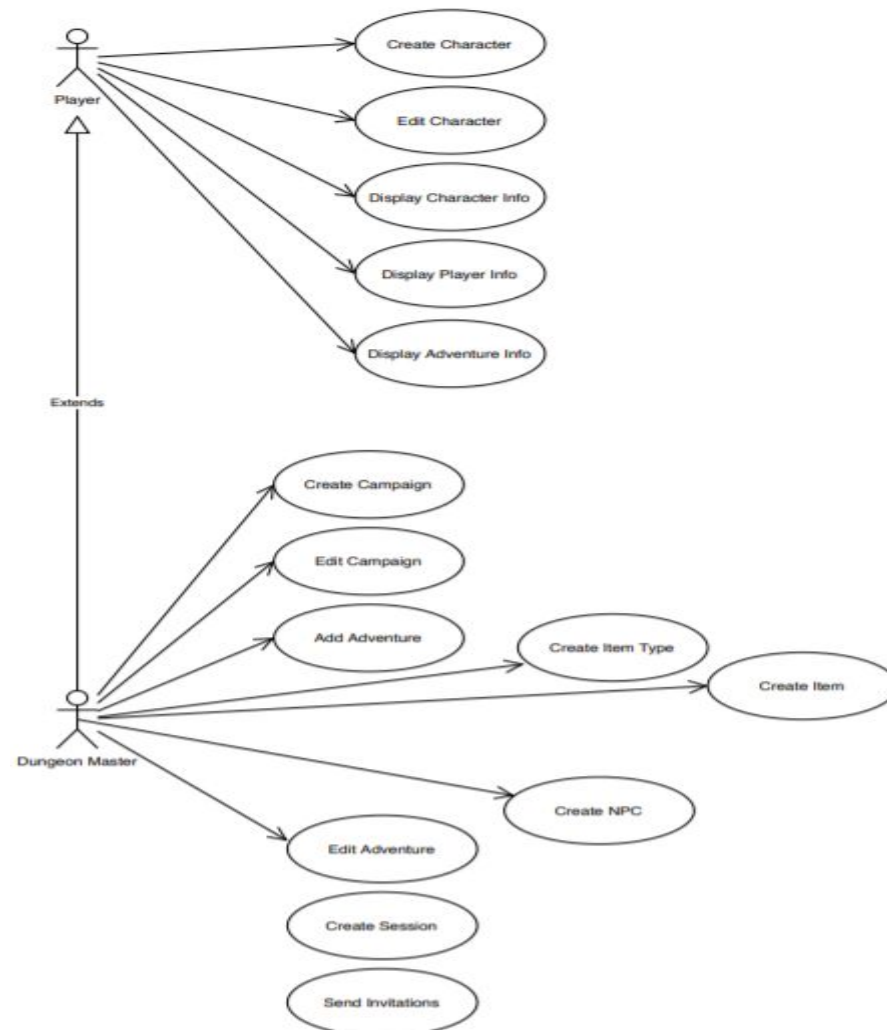 Create Character
Player
Edit Character
Display Character Info
Display Player Info
Display Adventure Info
Extends
Create Campaign
Edit Campaign
Add Adventure
Create Item Type
Create Item
Dungeon Master
Create NPC
Edit Adventure
Create Session
Send Invitations